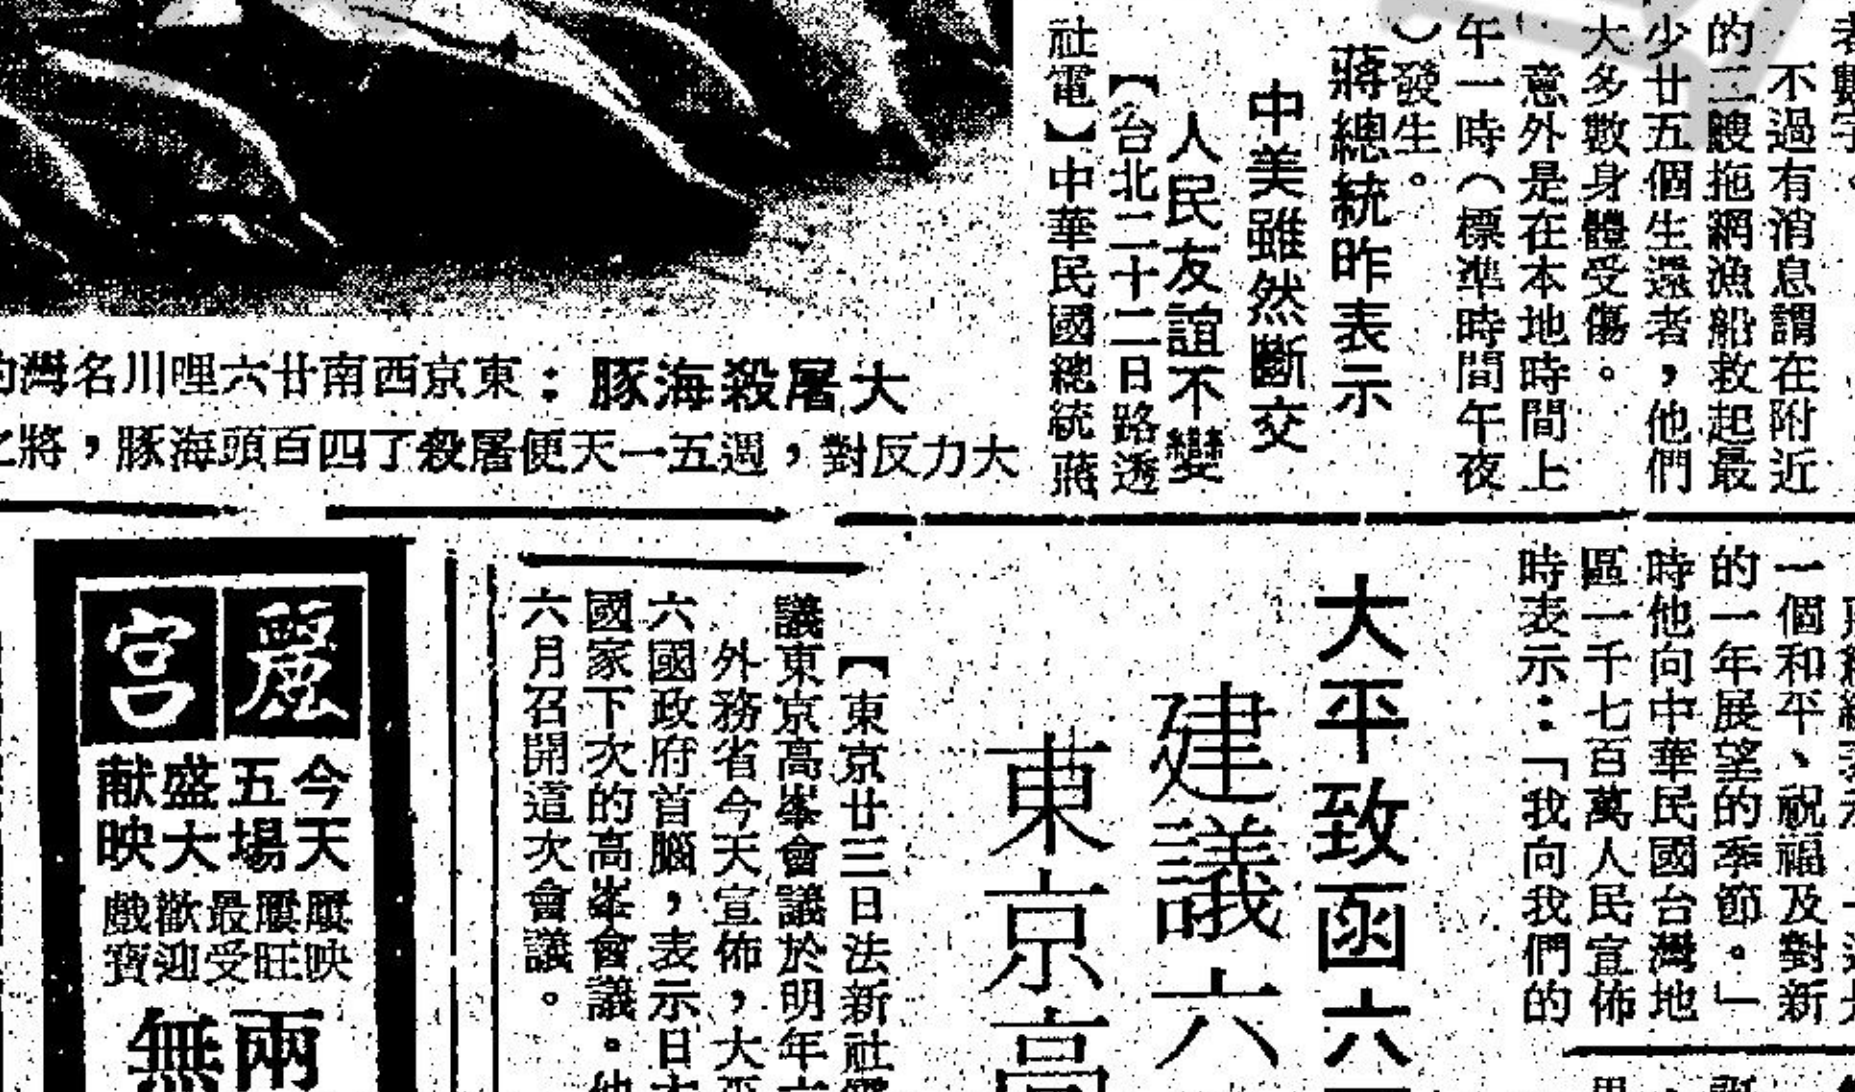 不過有消息謂在附近
的三艘拖網漁船救起最
少廿五個生還者，他們
大多數身體受傷。
意外是在本地時間上
午一時（標準時間午夜
）發生。
蔣總統昨表示
中美雖然斷交
人民友誼不變
【台北二十二日路透
社電】中華民國總統蔣
大屠殺海豚：東京西南廿六哩川名灣的
大力反對，週五一天便屠殺了四百頭海豚，將之
一個和平、祝福及對新
的一年展望的季節。」
時他向中華民國台灣地
區一千七百萬人民宣佈
時表示：「我向我們的
大平致函六
建議六
東京高
【東京廿三日法新社電
議東京高峯會議於明年六
外務省今天宣佈，大平
六國政府首腦，表示日本
國家下次的高峯會議。他
六月召開這次會議。
麗宮
今天
五場
盛大
献映
屢映
屢旺
最受
歡迎
戲寶
兩
無